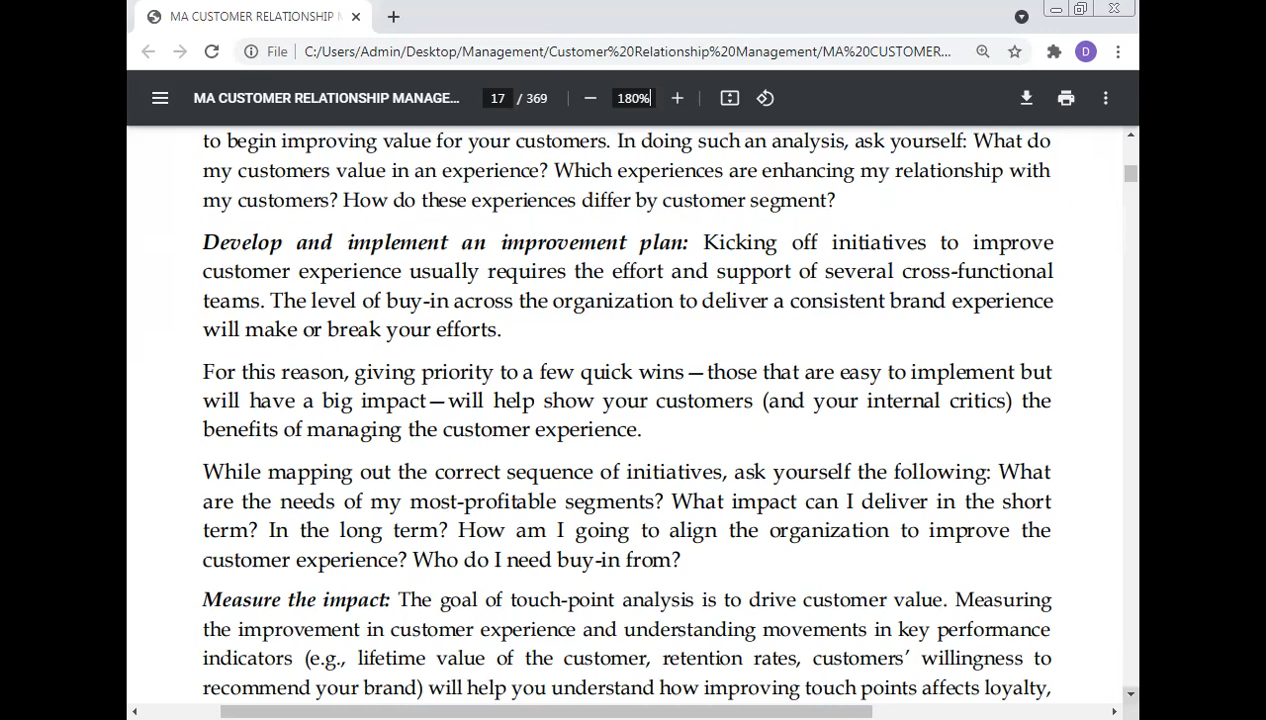 MA CUSTOMER RELATIONSHIP M
File C:/Users/Admin/Desktop/Management/Customer%20Relationship%20Management/MA%20CUSTOMER... D
MA CUSTOMER RELATIONSHIP MANAGE... 17 / 369 180%
to begin improving value for your customers. In doing such an analysis, ask yourself: What do
my customers value in an experience? Which experiences are enhancing my relationship with
my customers? How do these experiences differ by customer segment?
Develop and implement an improvement plan: Kicking off initiatives to improve
customer experience usually requires the effort and support of several cross-functional
teams. The level of buy-in across the organization to deliver a consistent brand experience
will make or break your efforts.
For this reason, giving priority to a few quick wins—those that are easy to implement but
will have a big impact—will help show your customers (and your internal critics) the
benefits of managing the customer experience.
While mapping out the correct sequence of initiatives, ask yourself the following: What
are the needs of my most-profitable segments? What impact can I deliver in the short
term? In the long term? How am I going to align the organization to improve the
customer experience? Who do I need buy-in from?
Measure the impact: The goal of touch-point analysis is to drive customer value. Measuring
the improvement in customer experience and understanding movements in key performance
indicators (e.g., lifetime value of the customer, retention rates, customers' willingness to
recommend your brand) will help you understand how improving touch points affects loyalty,